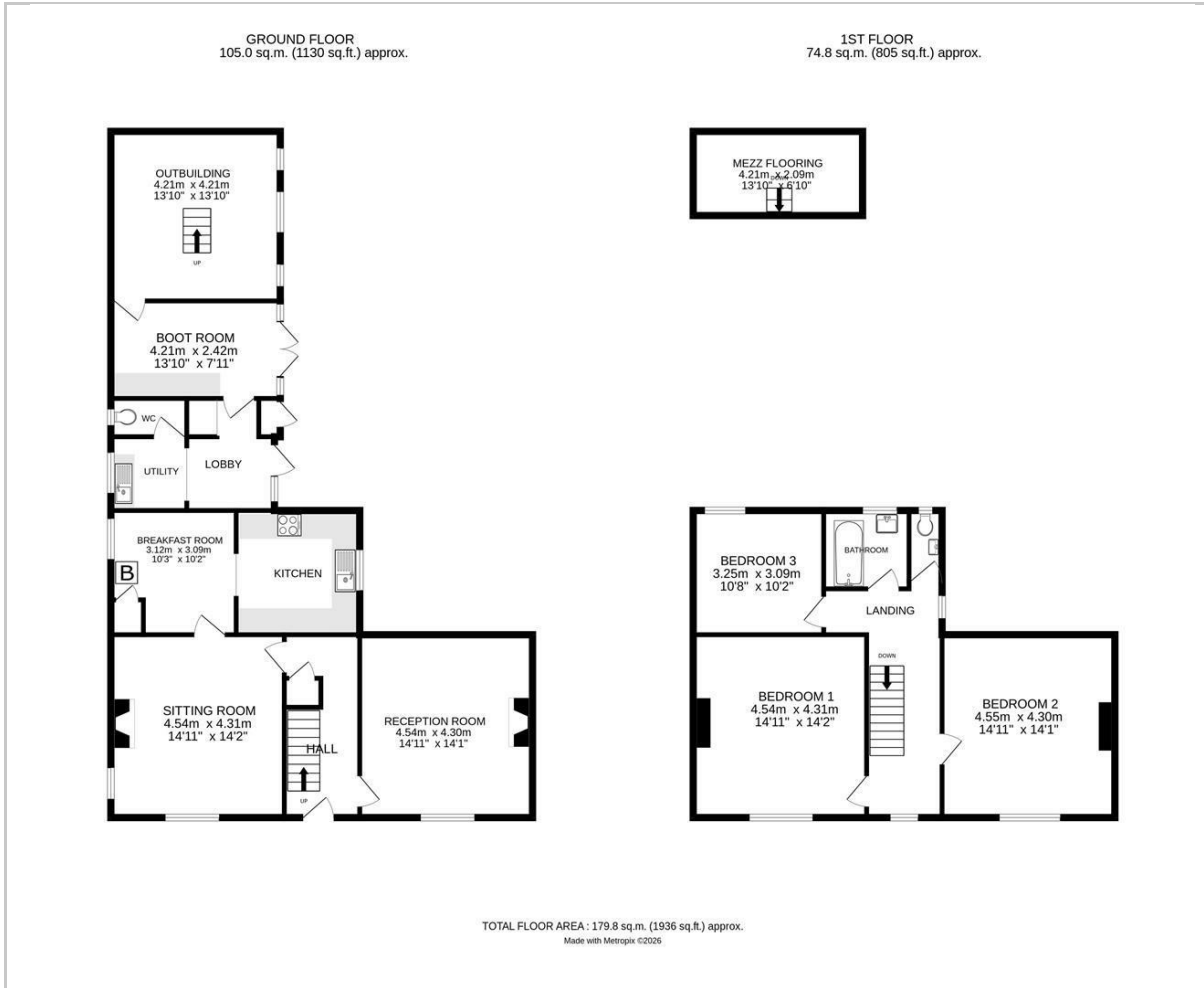 GROUND FLOOR
105.0 sq.m. (1130 sq.ft.) approx.
1ST FLOOR
74.8 sq.m. (805 sq.ft.) approx.
OUTBUILDING
4.21m x 4.21m
13'10" x 13'10"
UP
BOOT ROOM
4.21m x 2.42m
13'10" x 7'11"
WC
UTILITY
LOBBY
BREAKFAST ROOM
3.12m x 3.09m
10'3" x 10'2"
B
KITCHEN
SITTING ROOM
4.54m x 4.31m
14'11" x 14'2"
HALL
UP
RECEPTION ROOM
4.54m x 4.30m
14'11" x 14'1"
MEZZ FLOORING
4.21m x 2.09m
DOWN
13'10" x 6'10"
BEDROOM 3
3.25m x 3.09m
10'8" x 10'2"
BATHROOM
LANDING
DOWN
BEDROOM 1
4.54m x 4.31m
14'11" x 14'2"
BEDROOM 2
4.55m x 4.30m
14'11" x 14'1"
TOTAL FLOOR AREA : 179.8 sq.m. (1936 sq.ft.) approx.
Made with Metropix ©2026